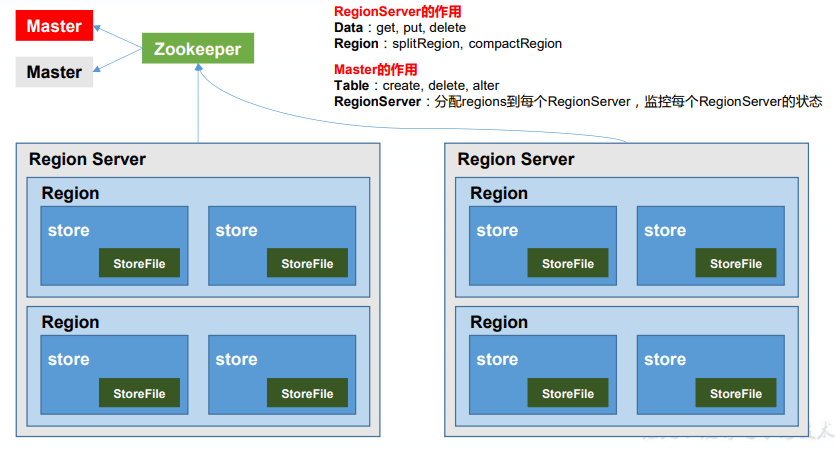 Master
Master
Zookeeper
RegionServer的作用
Data：get, put, delete
Region：splitRegion, compactRegion
Master的作用
Table：create, delete, alter
RegionServer：分配regions到每个RegionServer，监控每个RegionServer的状态
Region Server
Region
store
StoreFile
store
StoreFile
Region
store
StoreFile
store
StoreFile
Region Server
Region
store
StoreFile
store
StoreFile
Region
store
StoreFile
store
StoreFile